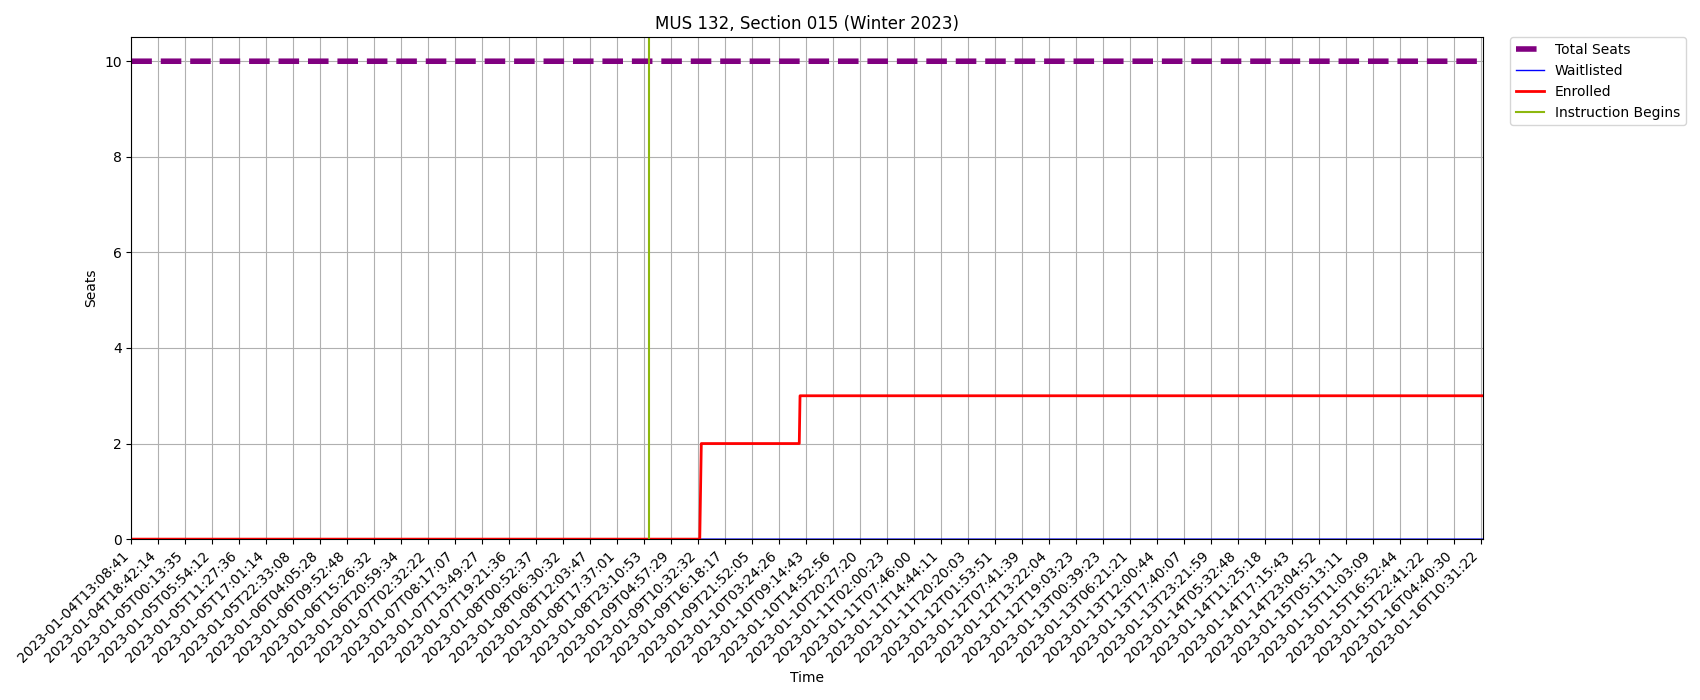 MUS 132, Section 015 (Winter 2023)
Total Seats
Waitlisted
Enrolled
Instruction Begins
Seats
10
8
6
4
2
0
2023-01-04T13:08:41
2023-01-04T18:42:14
2023-01-05T00:13:35
2023-01-05T05:54:12
2023-01-05T11:27:36
2023-01-05T17:01:14
2023-01-05T22:33:08
2023-01-06T04:05:28
2023-01-06T09:52:48
2023-01-06T15:26:32
2023-01-06T20:59:34
2023-01-07T02:32:22
2023-01-07T08:17:07
2023-01-07T13:49:27
2023-01-07T19:21:36
2023-01-08T00:52:37
2023-01-08T06:30:32
2023-01-08T12:03:47
2023-01-08T17:37:01
2023-01-08T23:10:53
2023-01-09T04:57:29
2023-01-09T10:32:32
2023-01-09T16:18:17
2023-01-09T21:52:05
2023-01-10T03:24:26
2023-01-10T09:14:43
2023-01-10T14:52:56
2023-01-10T20:27:20
2023-01-11T02:00:23
2023-01-11T07:46:00
2023-01-11T14:44:11
2023-01-11T20:20:03
2023-01-12T01:53:51
2023-01-12T07:41:39
2023-01-12T13:22:04
2023-01-12T19:03:23
2023-01-13T00:39:23
2023-01-13T06:21:21
2023-01-13T12:00:44
2023-01-13T17:40:07
2023-01-13T23:21:59
2023-01-14T05:32:48
2023-01-14T11:25:18
2023-01-14T17:15:43
2023-01-14T23:04:52
2023-01-15T05:13:11
2023-01-15T11:03:09
2023-01-15T16:52:44
2023-01-15T22:41:22
2023-01-16T04:40:30
2023-01-16T10:31:22
Time